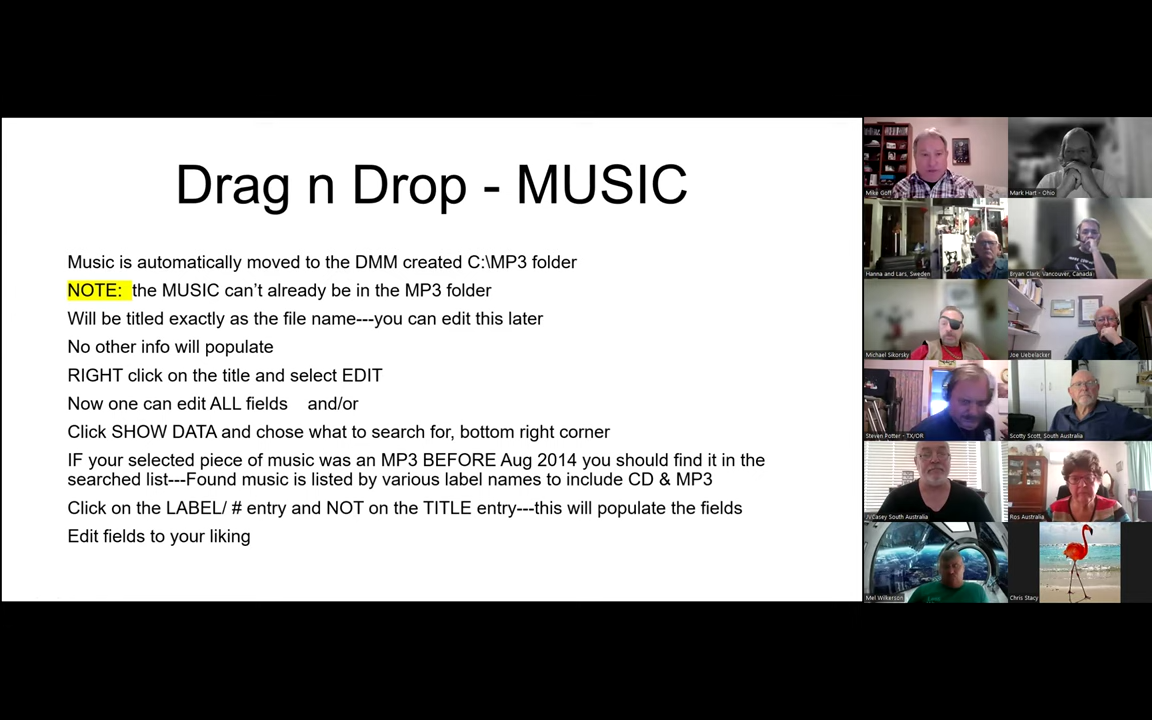 Drag n Drop - MUSIC
Music is automatically moved to the DMM created C:\MP3 folder
NOTE: the MUSIC can’t already be in the MP3 folder
Will be titled exactly as the file name---you can edit this later
No other info will populate
RIGHT click on the title and select EDIT
Now one can edit ALL fields and/or
Click SHOW DATA and chose what to search for, bottom right corner
IF your selected piece of music was an MP3 BEFORE Aug 2014 you should find it in the
searched list---Found music is listed by various label names to include CD & MP3
Click on the LABEL/ # entry and NOT on the TITLE entry---this will populate the fields
Edit fields to your liking
Mike Goff
Mark Hart - Ohio
Hanna and Lars, Sweden
Bryan Clark, Vancouver, Canada
Michael Sikorsky
Joe Uebelacker
Steven Potter - TX/OR
Scotty Scott, South Australia
JVCasey South Australia
Ros Australia
Mel Wilkerson
Chris Stacy